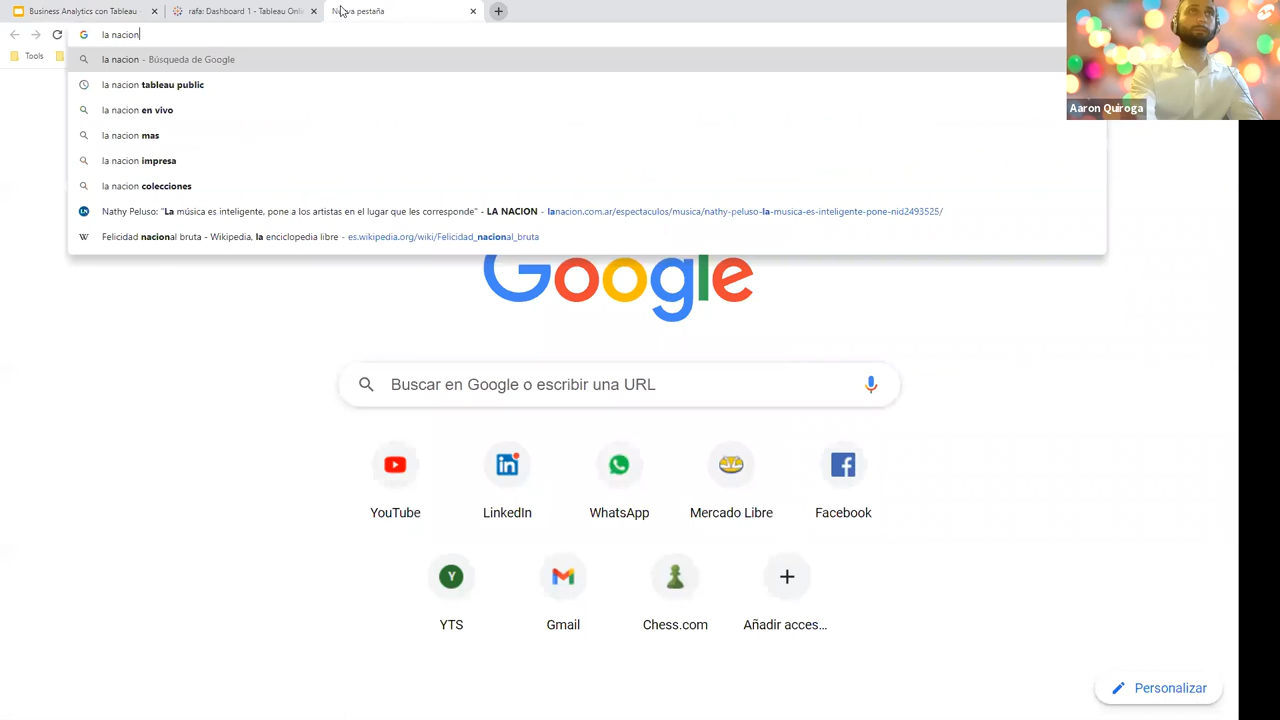 Business Analytics con Tableau
rafa: Dashboard 1 - Tableau Onli
pestaña
la nacion
Tools
la nacion - Búsqueda de Google
la nacion tableau public
la nacion en vivo
la nacion mas
la nacion impresa
la nacion colecciones
Nathy Peluso: "La música es inteligente, pone a los artistas en el lugar que les corresponde" - LA NACION - lanacion.com.ar/espectaculos/musica/nathy-peluso-la-musica-es-inteligente-pone-nid2493525/
Felicidad nacional bruta - Wikipedia, la enciclopedia libre - es.wikipedia.org/wiki/Felicidad_nacional_bruta
Aaron Quiroga
Google
Buscar en Google o escribir una URL
YouTube
LinkedIn
WhatsApp
Mercado Libre
Facebook
Y
YTS
Gmail
Chess.com
Añadir acces...
Personalizar